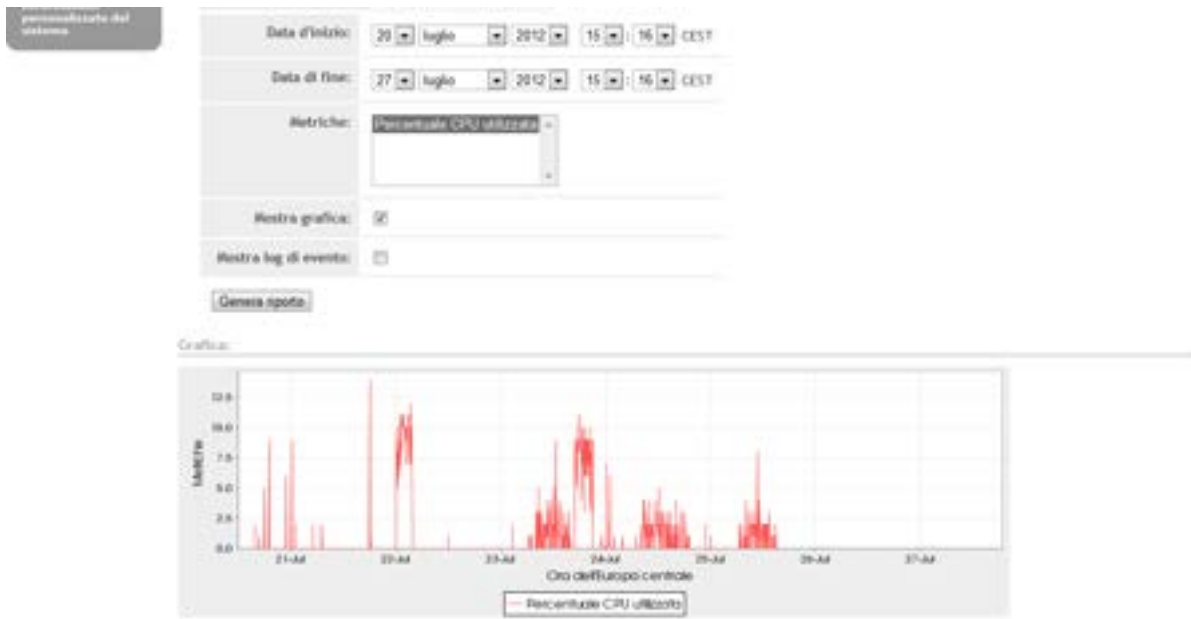 personalizzato del
sistema
Data d'inizio: 20 luglio 2012 15 : 16 CEST
Data di fine: 27 luglio 2012 15 : 16 CEST
Metriche: Percentuale CPU utilizzata
Mostra grafica:
Mostra log di evento:
Genera riporto
Grafica:
12.5
10.0
7.5
5.0
2.5
0.0
21-Jul 22-Jul 23-Jul 24-Jul 25-Jul 26-Jul 27-Jul
Ora dell'Europa centrale
Percentuale CPU utilizzata